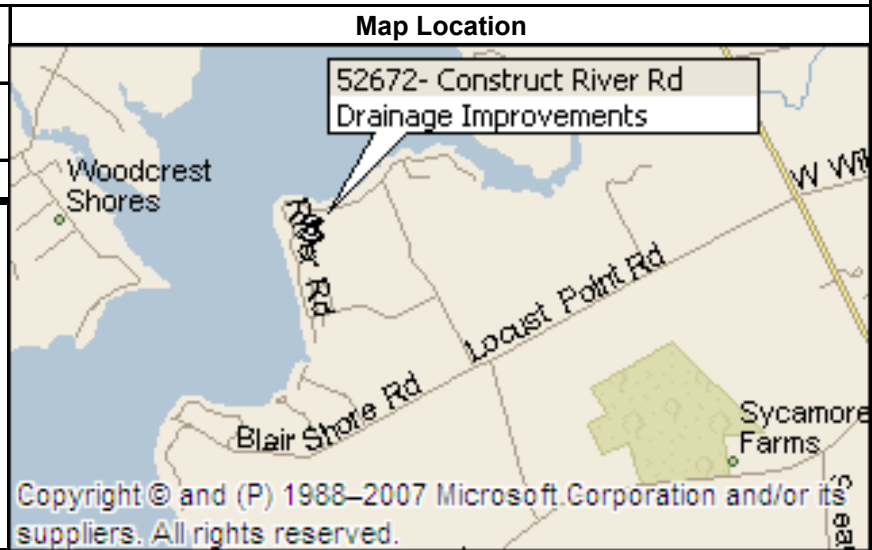 Map Location
52672- Construct River Rd
Drainage Improvements
Woodcrest
Shores
River Rd
W
Locust Point Rd
Blair Shore Rd
Sycamore
Farms
Copyright © and (P) 1988–2007 Microsoft Corporation and/or its
suppliers. All rights reserved.